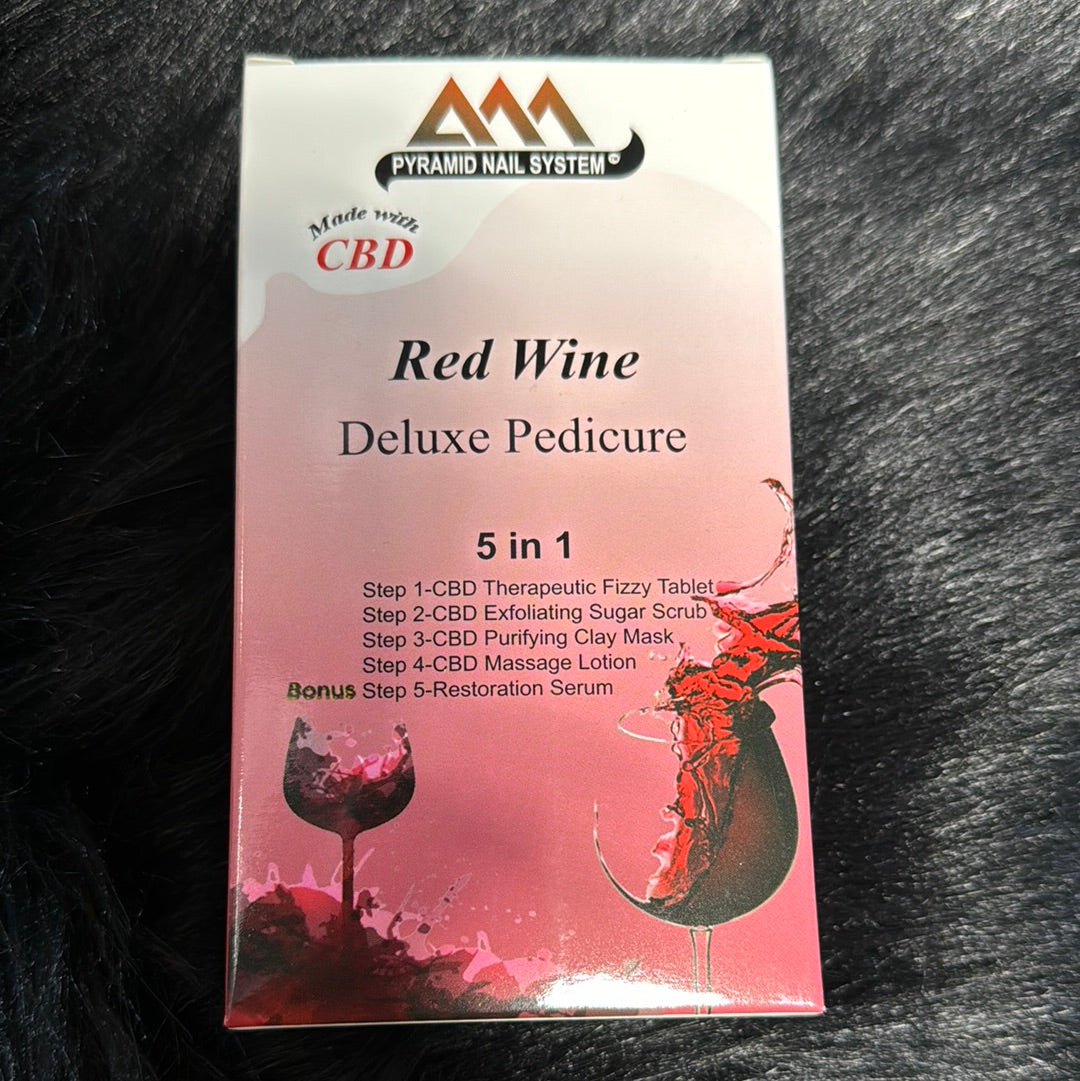 PYRAMID NAIL SYSTEM™
Made with
CBD
Red Wine
Deluxe Pedicure
5 in 1
Step 1-CBD Therapeutic Fizzy Tablet
Step 2-CBD Exfoliating Sugar Scrub
Step 3-CBD Purifying Clay Mask
Step 4-CBD Massage Lotion
Bonus Step 5-Restoration Serum